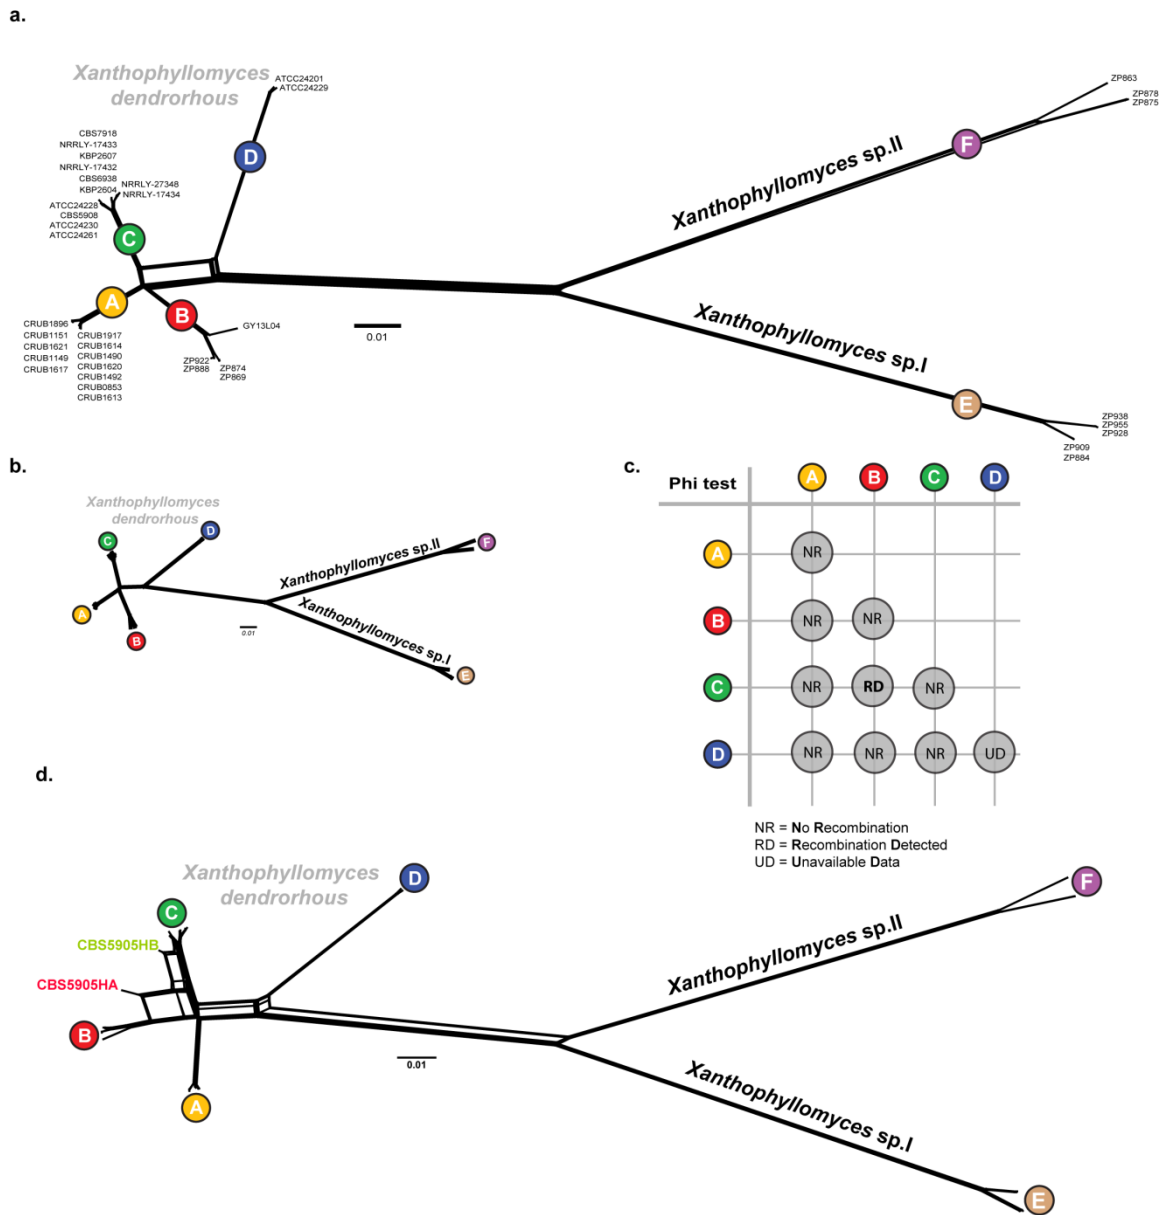 a.
Xanthophyllomyces
dendrorhous
ATCC24201
ATCC24229
D
CBS7918
NRRLY-17433
KBP2607
NRRLY-17432
CBS6938
KBP2604
NRRLY-27348
NRRLY-17434
ATCC24228
CBS5908
ATCC24230
ATCC24261
C
A
B
CRUB1896
CRUB1151
CRUB1621
CRUB1149
CRUB1617
CRUB1917
CRUB1614
CRUB1490
CRUB1620
CRUB1492
CRUB0853
CRUB1613
GY13L04
ZP922
ZP888
ZP874
ZP869
0.01
Xanthophyllomyces sp.II
F
ZP863
ZP878
ZP875
Xanthophyllomyces sp.I
E
ZP938
ZP955
ZP928
ZP909
ZP884
b.
Xanthophyllomyces
dendrorhous
C
D
A
B
0.01
Xanthophyllomyces sp.II
F
Xanthophyllomyces sp.I
E
c.
Phi test A B C D
A NR
B NR NR
C NR RD NR
D NR NR NR UD
NR = No Recombination
RD = Recombination Detected
UD = Unavailable Data
d.
Xanthophyllomyces
dendrorhous
D
C
CBS5905HB
CBS5905HA
B
A
0.01
Xanthophyllomyces sp.II
F
Xanthophyllomyces sp.I
E